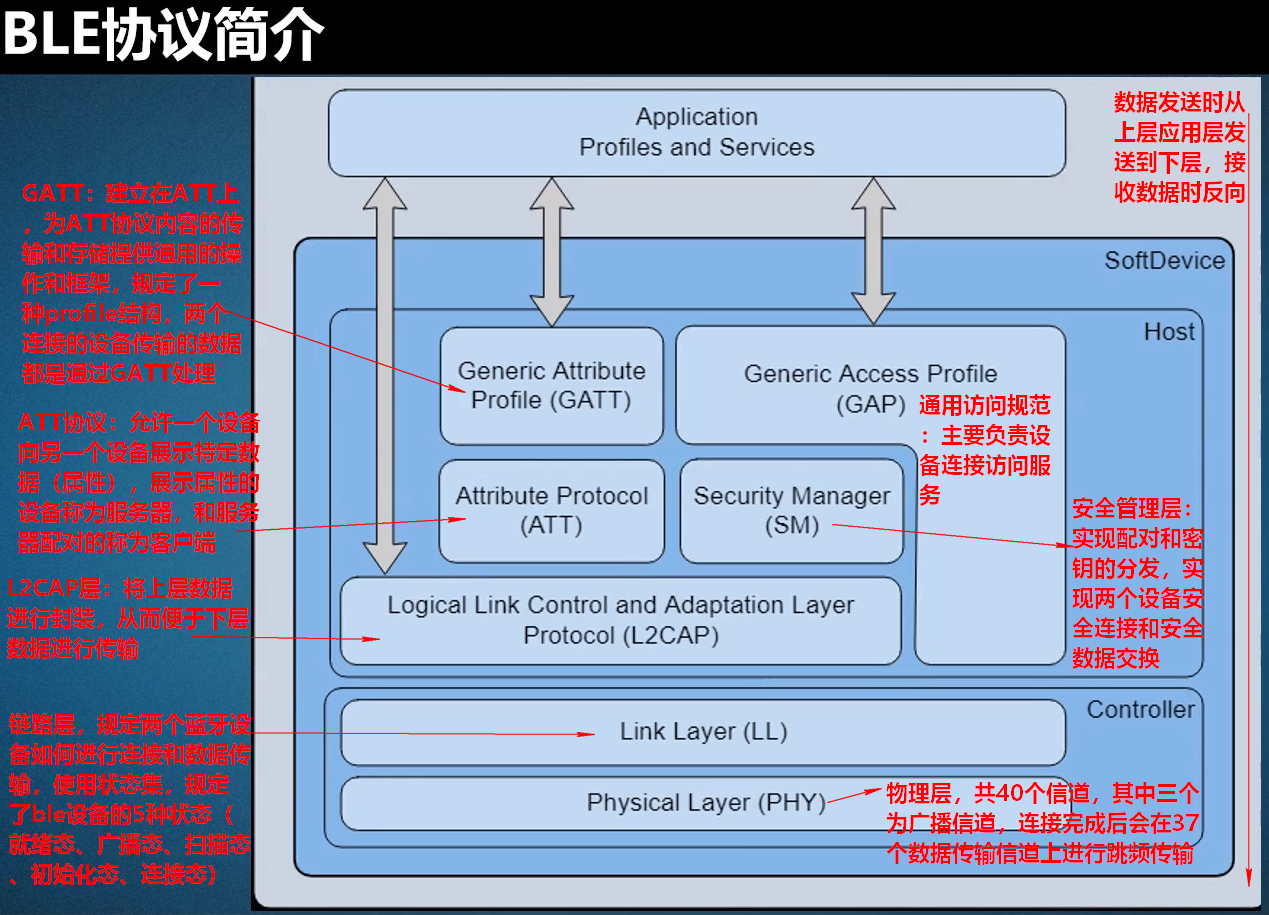 BLE协议简介
Application
Profiles and Services
数据发送时从
上层应用层发
送到下层，接
收数据时反向
SoftDevice
Host
GATT：建立在ATT上
，为ATT协议内容的传
输和存储提供通用的操
作和框架，规定了一
种profile结构，两个
连接的设备传输的数据
都是通过GATT处理
Generic Attribute
Profile (GATT)
Generic Access Profile
(GAP)
通用访问规范
：主要负责设
备连接访问服
务
ATT协议：允许一个设备
向另一个设备展示特定数
据（属性），展示属性的
设备称为服务器，和服务
器配对的称为客户端
Attribute Protocol
(ATT)
Security Manager
(SM)
安全管理层：
实现配对和密
钥的分发，实
现两个设备安
全连接和安全
数据交换
L2CAP层：将上层数据
进行封装，从而便于下层
数据进行传输
Logical Link Control and Adaptation Layer
Protocol (L2CAP)
Controller
链路层，规定两个蓝牙设
备如何进行连接和数据传
输，使用状态集，规定
了ble设备的5种状态（
就绪态、广播态、扫描态
、初始化态、连接态）
Link Layer (LL)
Physical Layer (PHY)
物理层，共40个信道，其中三个
为广播信道，连接完成后会在37
个数据传输信道上进行跳频传输